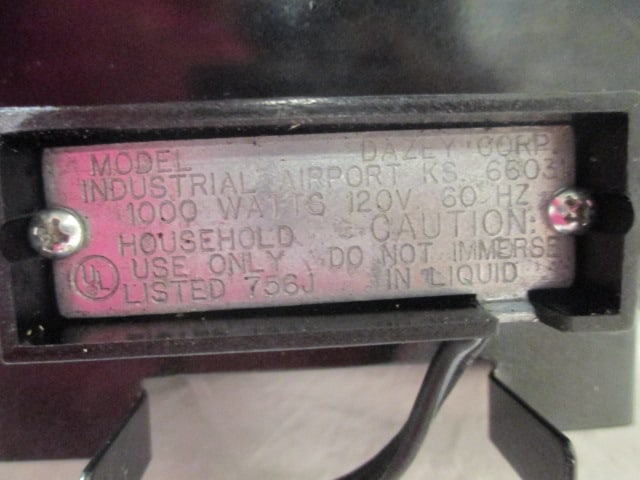 MODEL DAZEY CORP.
INDUSTRIAL AIRPORT KS. 66031
1000 WATTS 120V 60 HZ
HOUSEHOLD CAUTION:
USE ONLY DO NOT IMMERSE
UL LISTED 756J IN LIQUID